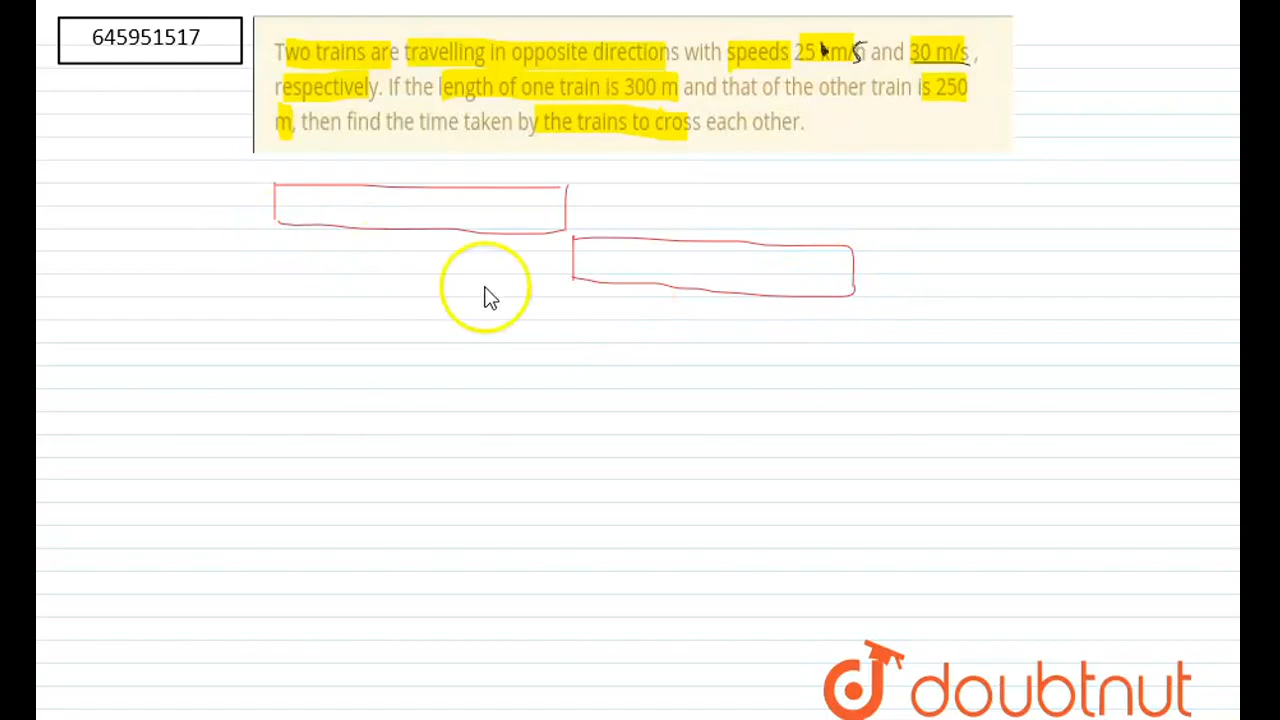 645951517
Two trains are travelling in opposite directions with speeds 25 km/h and 30 m/s ,
respectively. If the length of one train is 300 m and that of the other train is 250
m, then find the time taken by the trains to cross each other.
doubtnut